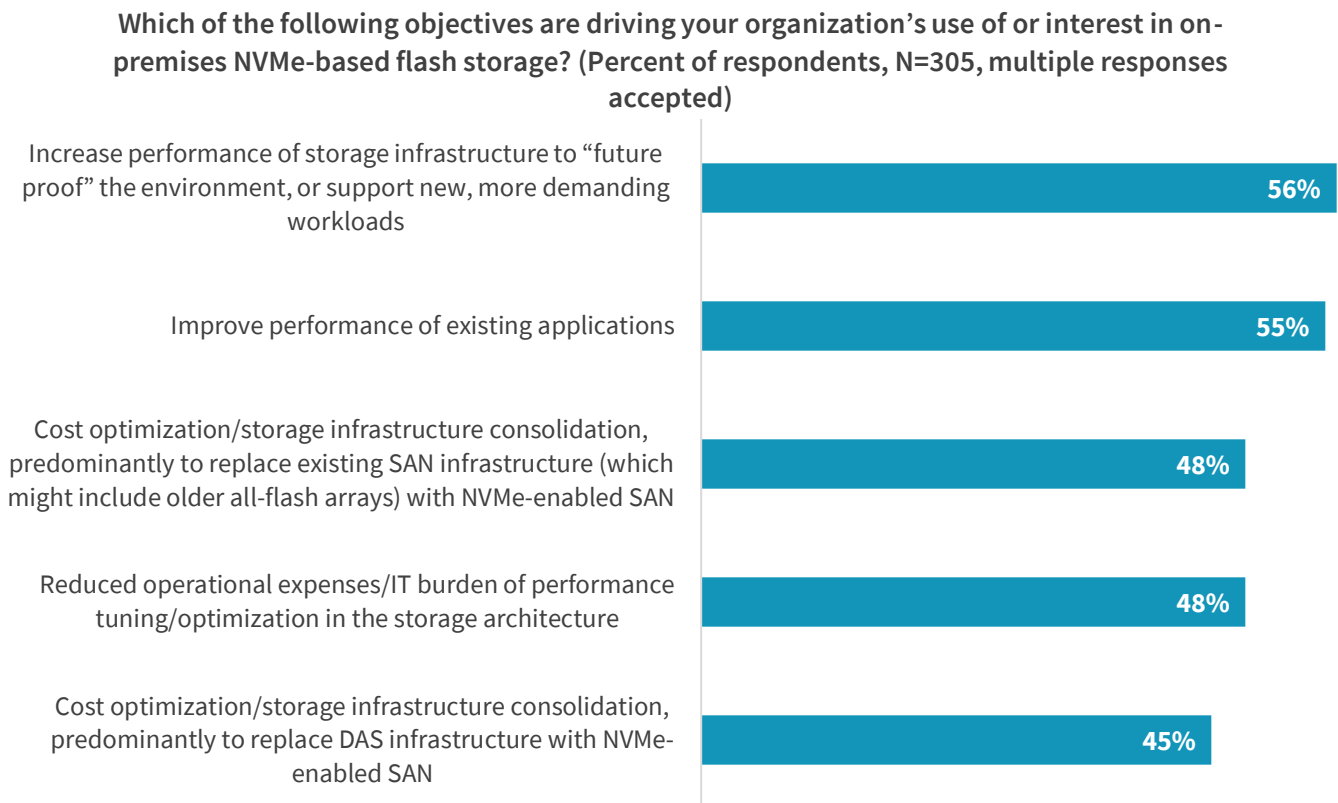 Which of the following objectives are driving your organization’s use of or interest in on-
premises NVMe-based flash storage? (Percent of respondents, N=305, multiple responses
accepted)
Increase performance of storage infrastructure to “future
proof” the environment, or support new, more demanding
workloads
56%
Improve performance of existing applications
55%
Cost optimization/storage infrastructure consolidation,
predominantly to replace existing SAN infrastructure (which
might include older all-flash arrays) with NVMe-enabled SAN
48%
Reduced operational expenses/IT burden of performance
tuning/optimization in the storage architecture
48%
Cost optimization/storage infrastructure consolidation,
predominantly to replace DAS infrastructure with NVMe-
enabled SAN
45%